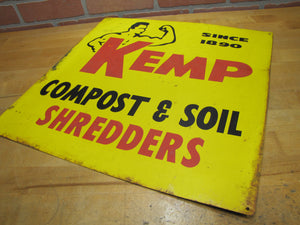 SINCE
1890
KEMP
COMPOST & SOIL
SHREDDERS